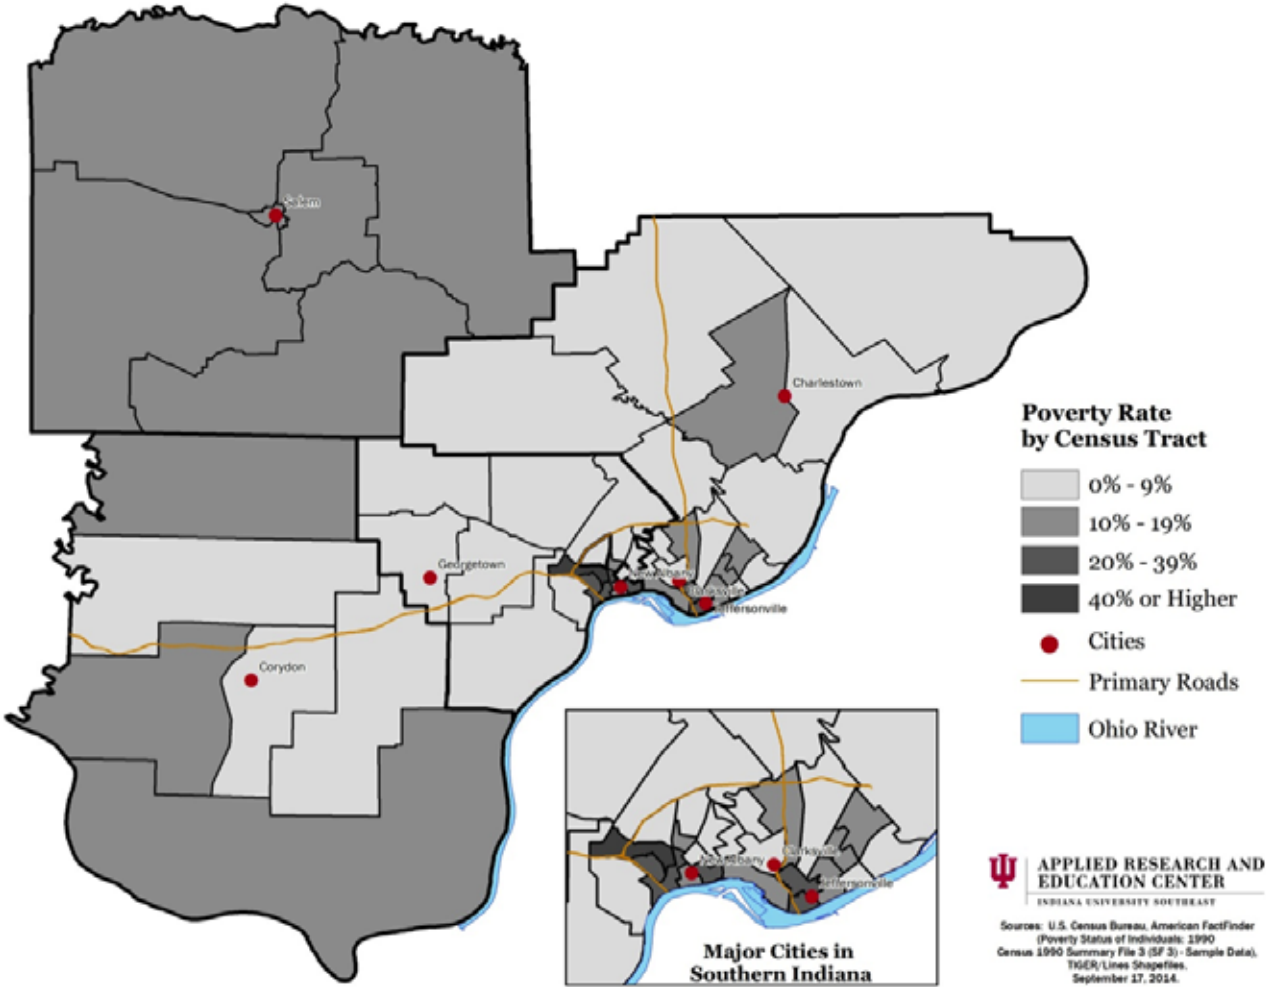 Salem
Charlestown
Georgetown
New Albany
Clarksville
Jeffersonville
Corydon
Poverty Rate
by Census Tract
0% - 9%
10% - 19%
20% - 39%
40% or Higher
Cities
Primary Roads
Ohio River
New Albany
Clarksville
Jeffersonville
Major Cities in
Southern Indiana
APPLIED RESEARCH AND
EDUCATION CENTER
INDIANA UNIVERSITY SOUTHEAST
Sources: U.S. Census Bureau, American FactFinder
(Poverty Status of Individuals: 1990
Census 1990 Summary File 3 (SF 3) - Sample Data),
TIGER/Lines Shapefiles.
September 17, 2014.